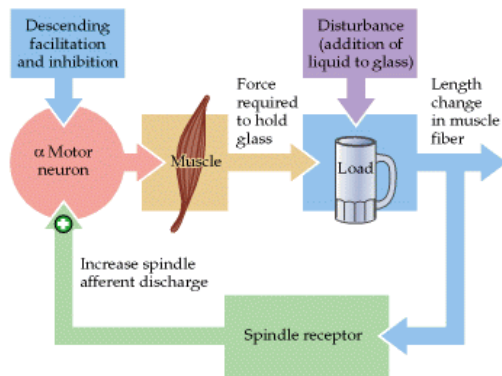 Descending
facilitation
and inhibition
Disturbance
(addition of
liquid to glass)
Force
required
to hold
glass
Length
change
in muscle
fiber
α Motor
neuron
Muscle
Load
+
Increase spindle
afferent discharge
Spindle receptor